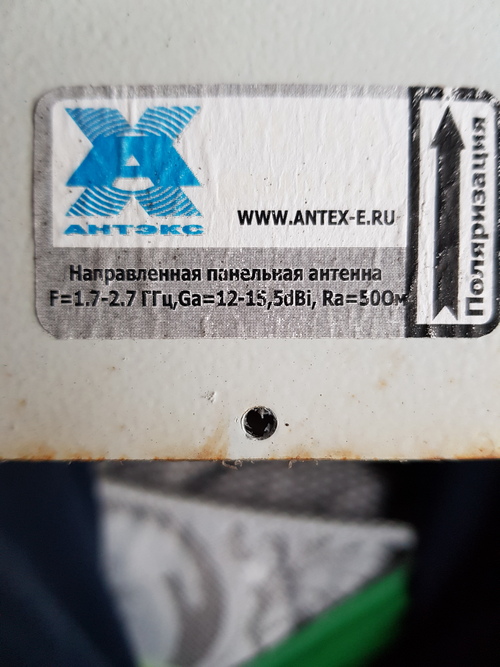 АНТЭКС
WWW.ANTEX-E.RU
Направленная панельная антенна
F=1.7-2.7 ГГц,Ga=12-15,5dBi, Ra=50Ом
Поляризация